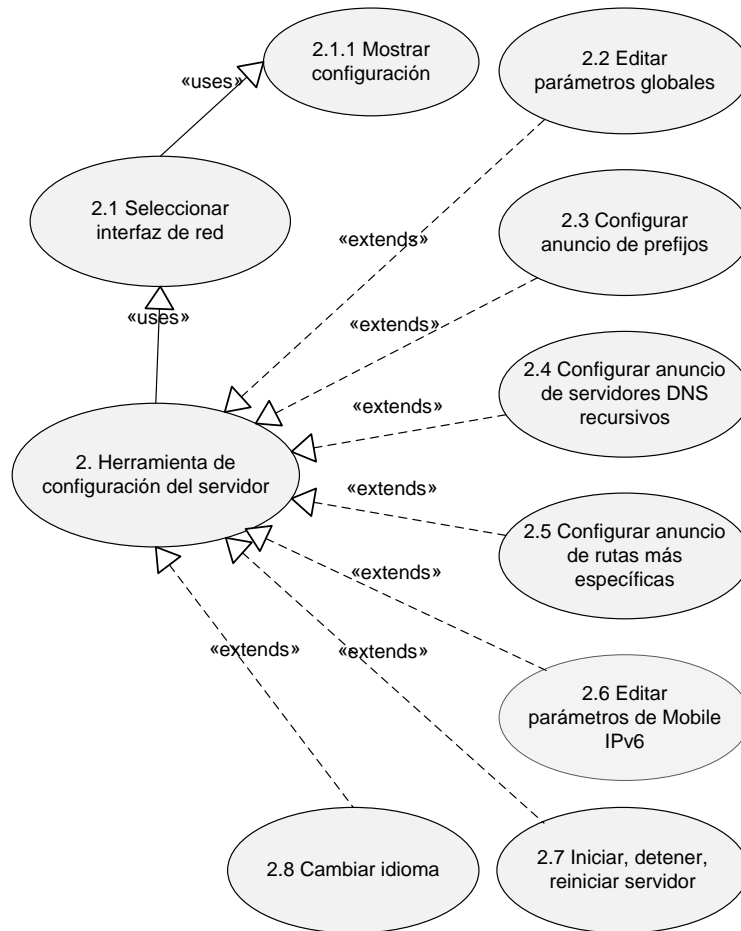 2.1.1 Mostrar
configuración
2.2 Editar
parámetros globales
«uses»
2.1 Seleccionar
interfaz de red
2.3 Configurar
anuncio de prefijos
«extends»
«uses»
«extends»
2.4 Configurar anuncio
de servidores DNS
recursivos
«extends»
2. Herramienta de
configuración del servidor
«extends»
2.5 Configurar anuncio
de rutas más
específicas
«extends»
«extends»
«extends»
2.6 Editar
parámetros de Mobile
IPv6
2.8 Cambiar idioma
2.7 Iniciar, detener,
reiniciar servidor